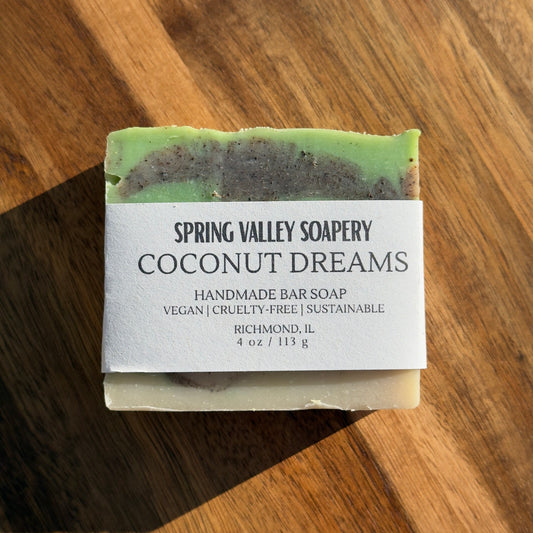 SPRING VALLEY SOAPERY
COCONUT DREAMS
HANDMADE BAR SOAP
VEGAN | CRUELTY-FREE | SUSTAINABLE
RICHMOND, IL
4 oz / 113 g